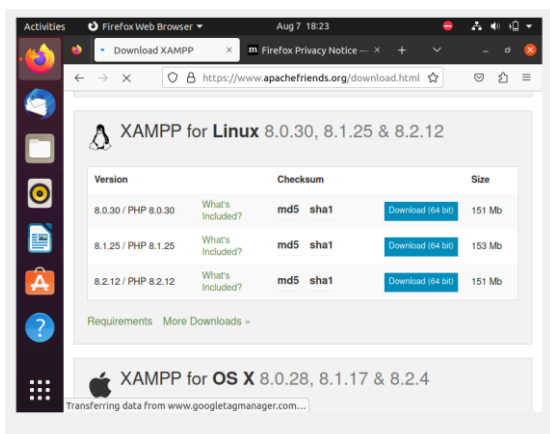 Activities Firefox Web Browser Aug 7 18:23
Download XAMPP × Firefox Privacy Notice — × +
https://www.apachefriends.org/download.html
XAMPP for Linux 8.0.30, 8.1.25 & 8.2.12
Version Checksum Size
8.0.30 / PHP 8.0.30 What's Included? md5 sha1 Download (64 bit) 151 Mb
8.1.25 / PHP 8.1.25 What's Included? md5 sha1 Download (64 bit) 153 Mb
8.2.12 / PHP 8.2.12 What's Included? md5 sha1 Download (64 bit) 151 Mb
Requirements More Downloads »
XAMPP for OS X 8.0.28, 8.1.17 & 8.2.4
Transferring data from www.googletagmanager.com...